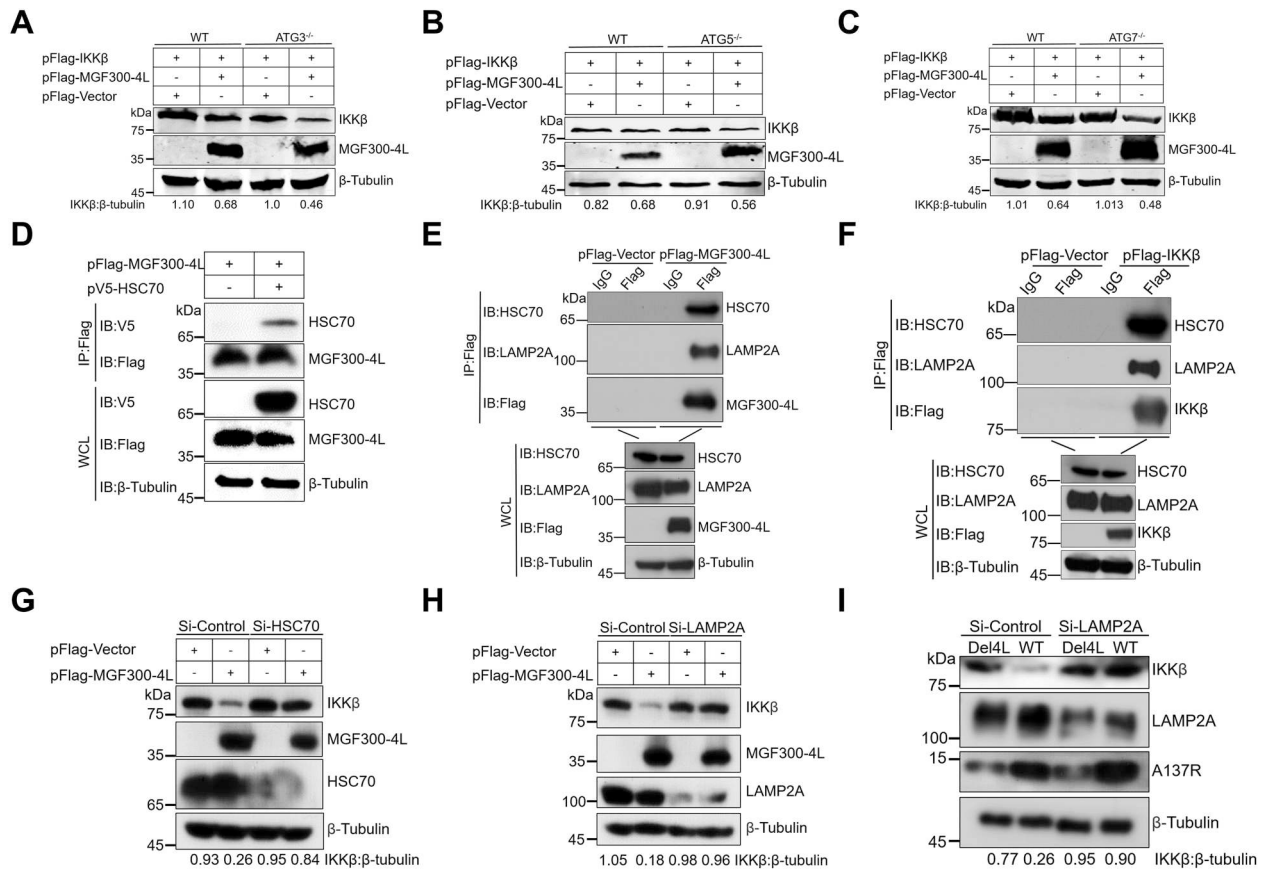 A
WT ATG3-/-
pFlag-IKKβ + + + +
pFlag-MGF300-4L - + - +
pFlag-Vector + - + -
kDa
75 IKKβ
35 MGF300-4L
45 β-Tubulin
IKKβ:β-tubulin 1.10 0.68 1.0 0.46
B
WT ATG5-/-
pFlag-IKKβ + + + +
pFlag-MGF300-4L - + - +
pFlag-Vector + - + -
kDa
75 IKKβ
35 MGF300-4L
45 β-Tubulin
IKKβ:β-tubulin 0.82 0.68 0.91 0.56
C
WT ATG7-/-
pFlag-IKKβ + + + +
pFlag-MGF300-4L - + - +
pFlag-Vector + - + -
kDa
75 IKKβ
35 MGF300-4L
45 β-Tubulin
IKKβ:β-tubulin 1.01 0.64 1.013 0.48
D
pFlag-MGF300-4L + +
pV5-HSC70 - +
kDa
IP:Flag
IB:V5 65 HSC70
IB:Flag 35 MGF300-4L
WCL
IB:V5 65 HSC70
IB:Flag MGF300-4L
IB:β-Tubulin 45 β-Tubulin
E
pFlag-Vector pFlag-MGF300-4L
IgG Flag IgG Flag
kDa
IP:Flag
IB:HSC70 65 HSC70
IB:LAMP2A 100 LAMP2A
IB:Flag 35 MGF300-4L
WCL
IB:HSC70 65 HSC70
IB:LAMP2A 100 LAMP2A
IB:Flag 35 MGF300-4L
IB:β-Tubulin 45 β-Tubulin
F
pFlag-Vector pFlag-IKKβ
IgG Flag IgG Flag
kDa
IP:Flag
IB:HSC70 65 HSC70
IB:LAMP2A 100 LAMP2A
IB:Flag 75 IKKβ
WCL
IB:HSC70 65 HSC70
IB:LAMP2A 100 LAMP2A
IB:Flag 75 IKKβ
IB:β-Tubulin 45 β-Tubulin
G
Si-Control Si-HSC70
pFlag-Vector + - + -
pFlag-MGF300-4L - + - +
kDa
75 IKKβ
35 MGF300-4L
65 HSC70
45 β-Tubulin
0.93 0.26 0.95 0.84 IKKβ:β-tubulin
H
Si-Control Si-LAMP2A
pFlag-Vector + - + -
pFlag-MGF300-4L - + - +
kDa
75 IKKβ
35 MGF300-4L
100 LAMP2A
45 β-Tubulin
1.05 0.18 0.98 0.96 IKKβ:β-tubulin
I
Si-Control Si-LAMP2A
Del4L WT Del4L WT
kDa
75 IKKβ
100 LAMP2A
15 A137R
45 β-Tubulin
0.77 0.26 0.95 0.90 IKKβ:β-tubulin